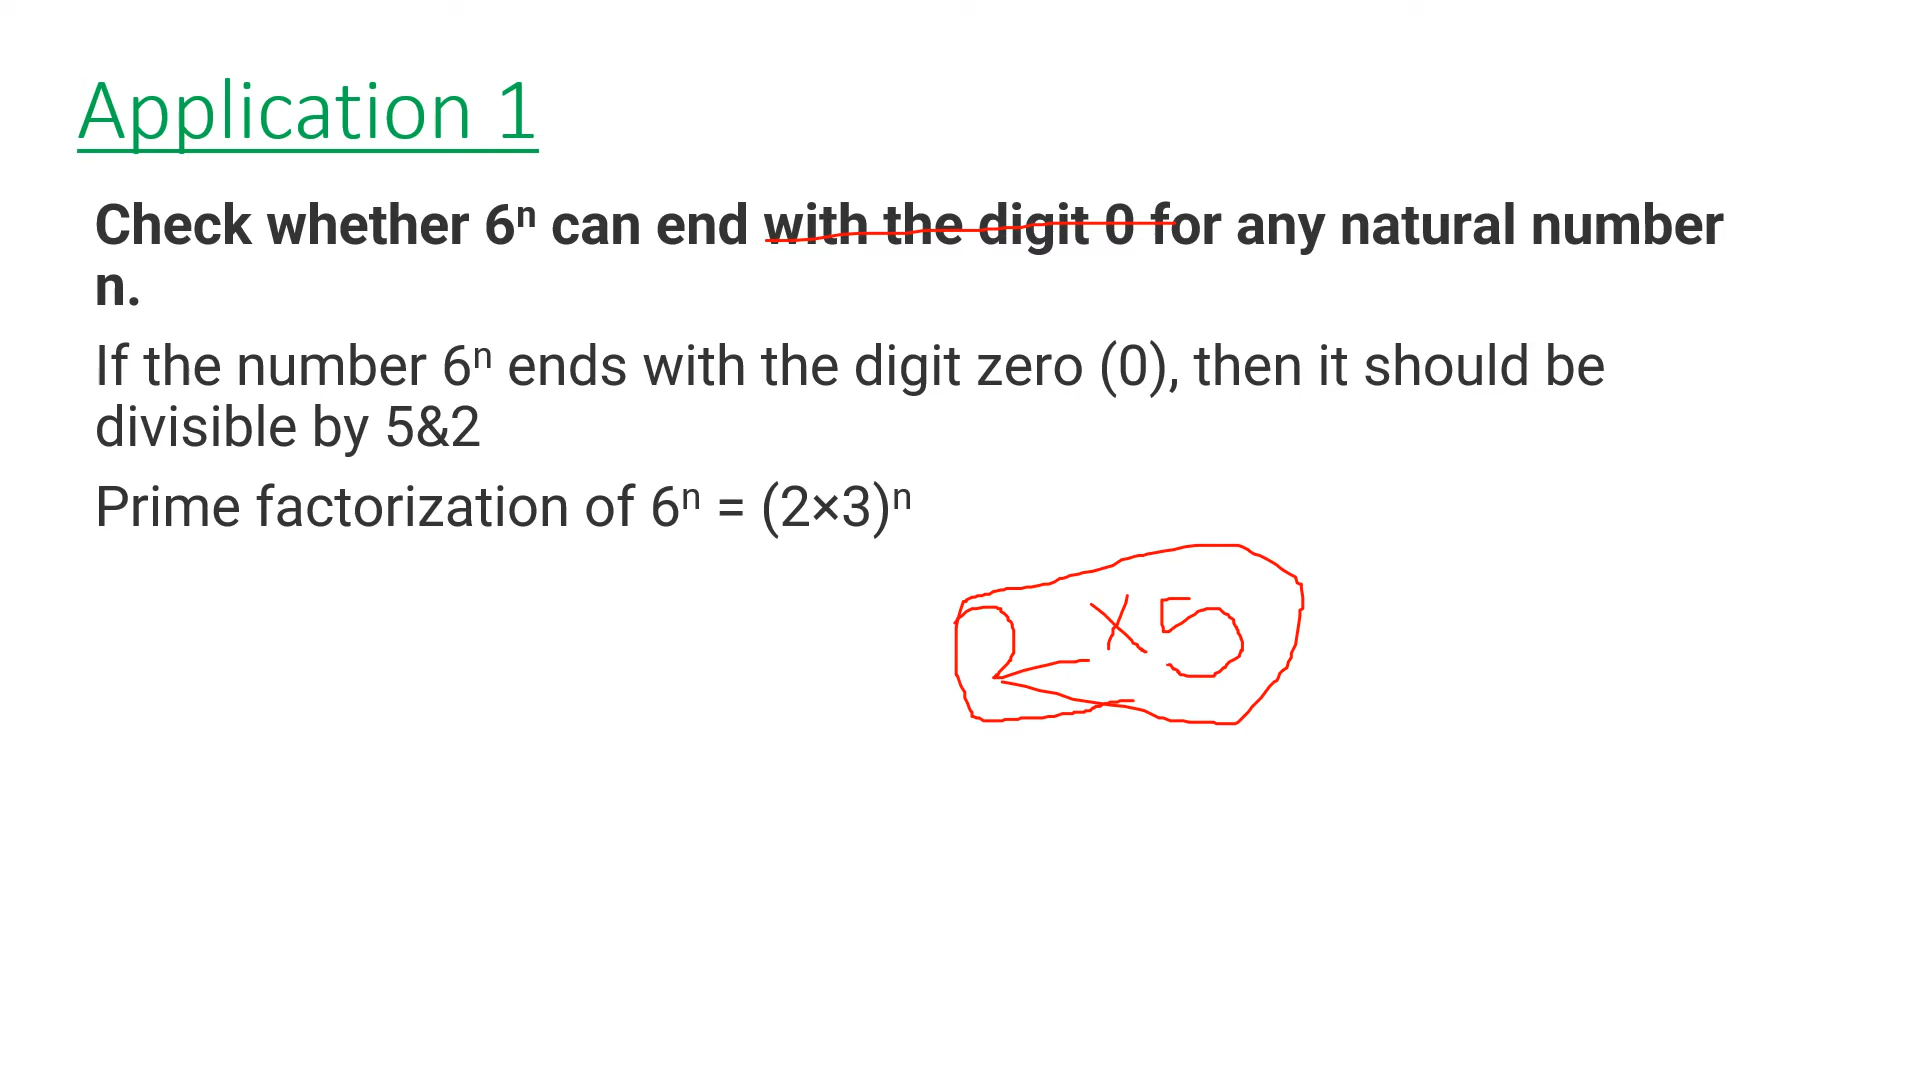 Application 1
Check whether 6ⁿ can end with the digit 0 for any natural number
n.
If the number 6ⁿ ends with the digit zero (0), then it should be
divisible by 5&2
Prime factorization of 6ⁿ = (2×3)ⁿ
2 ×5